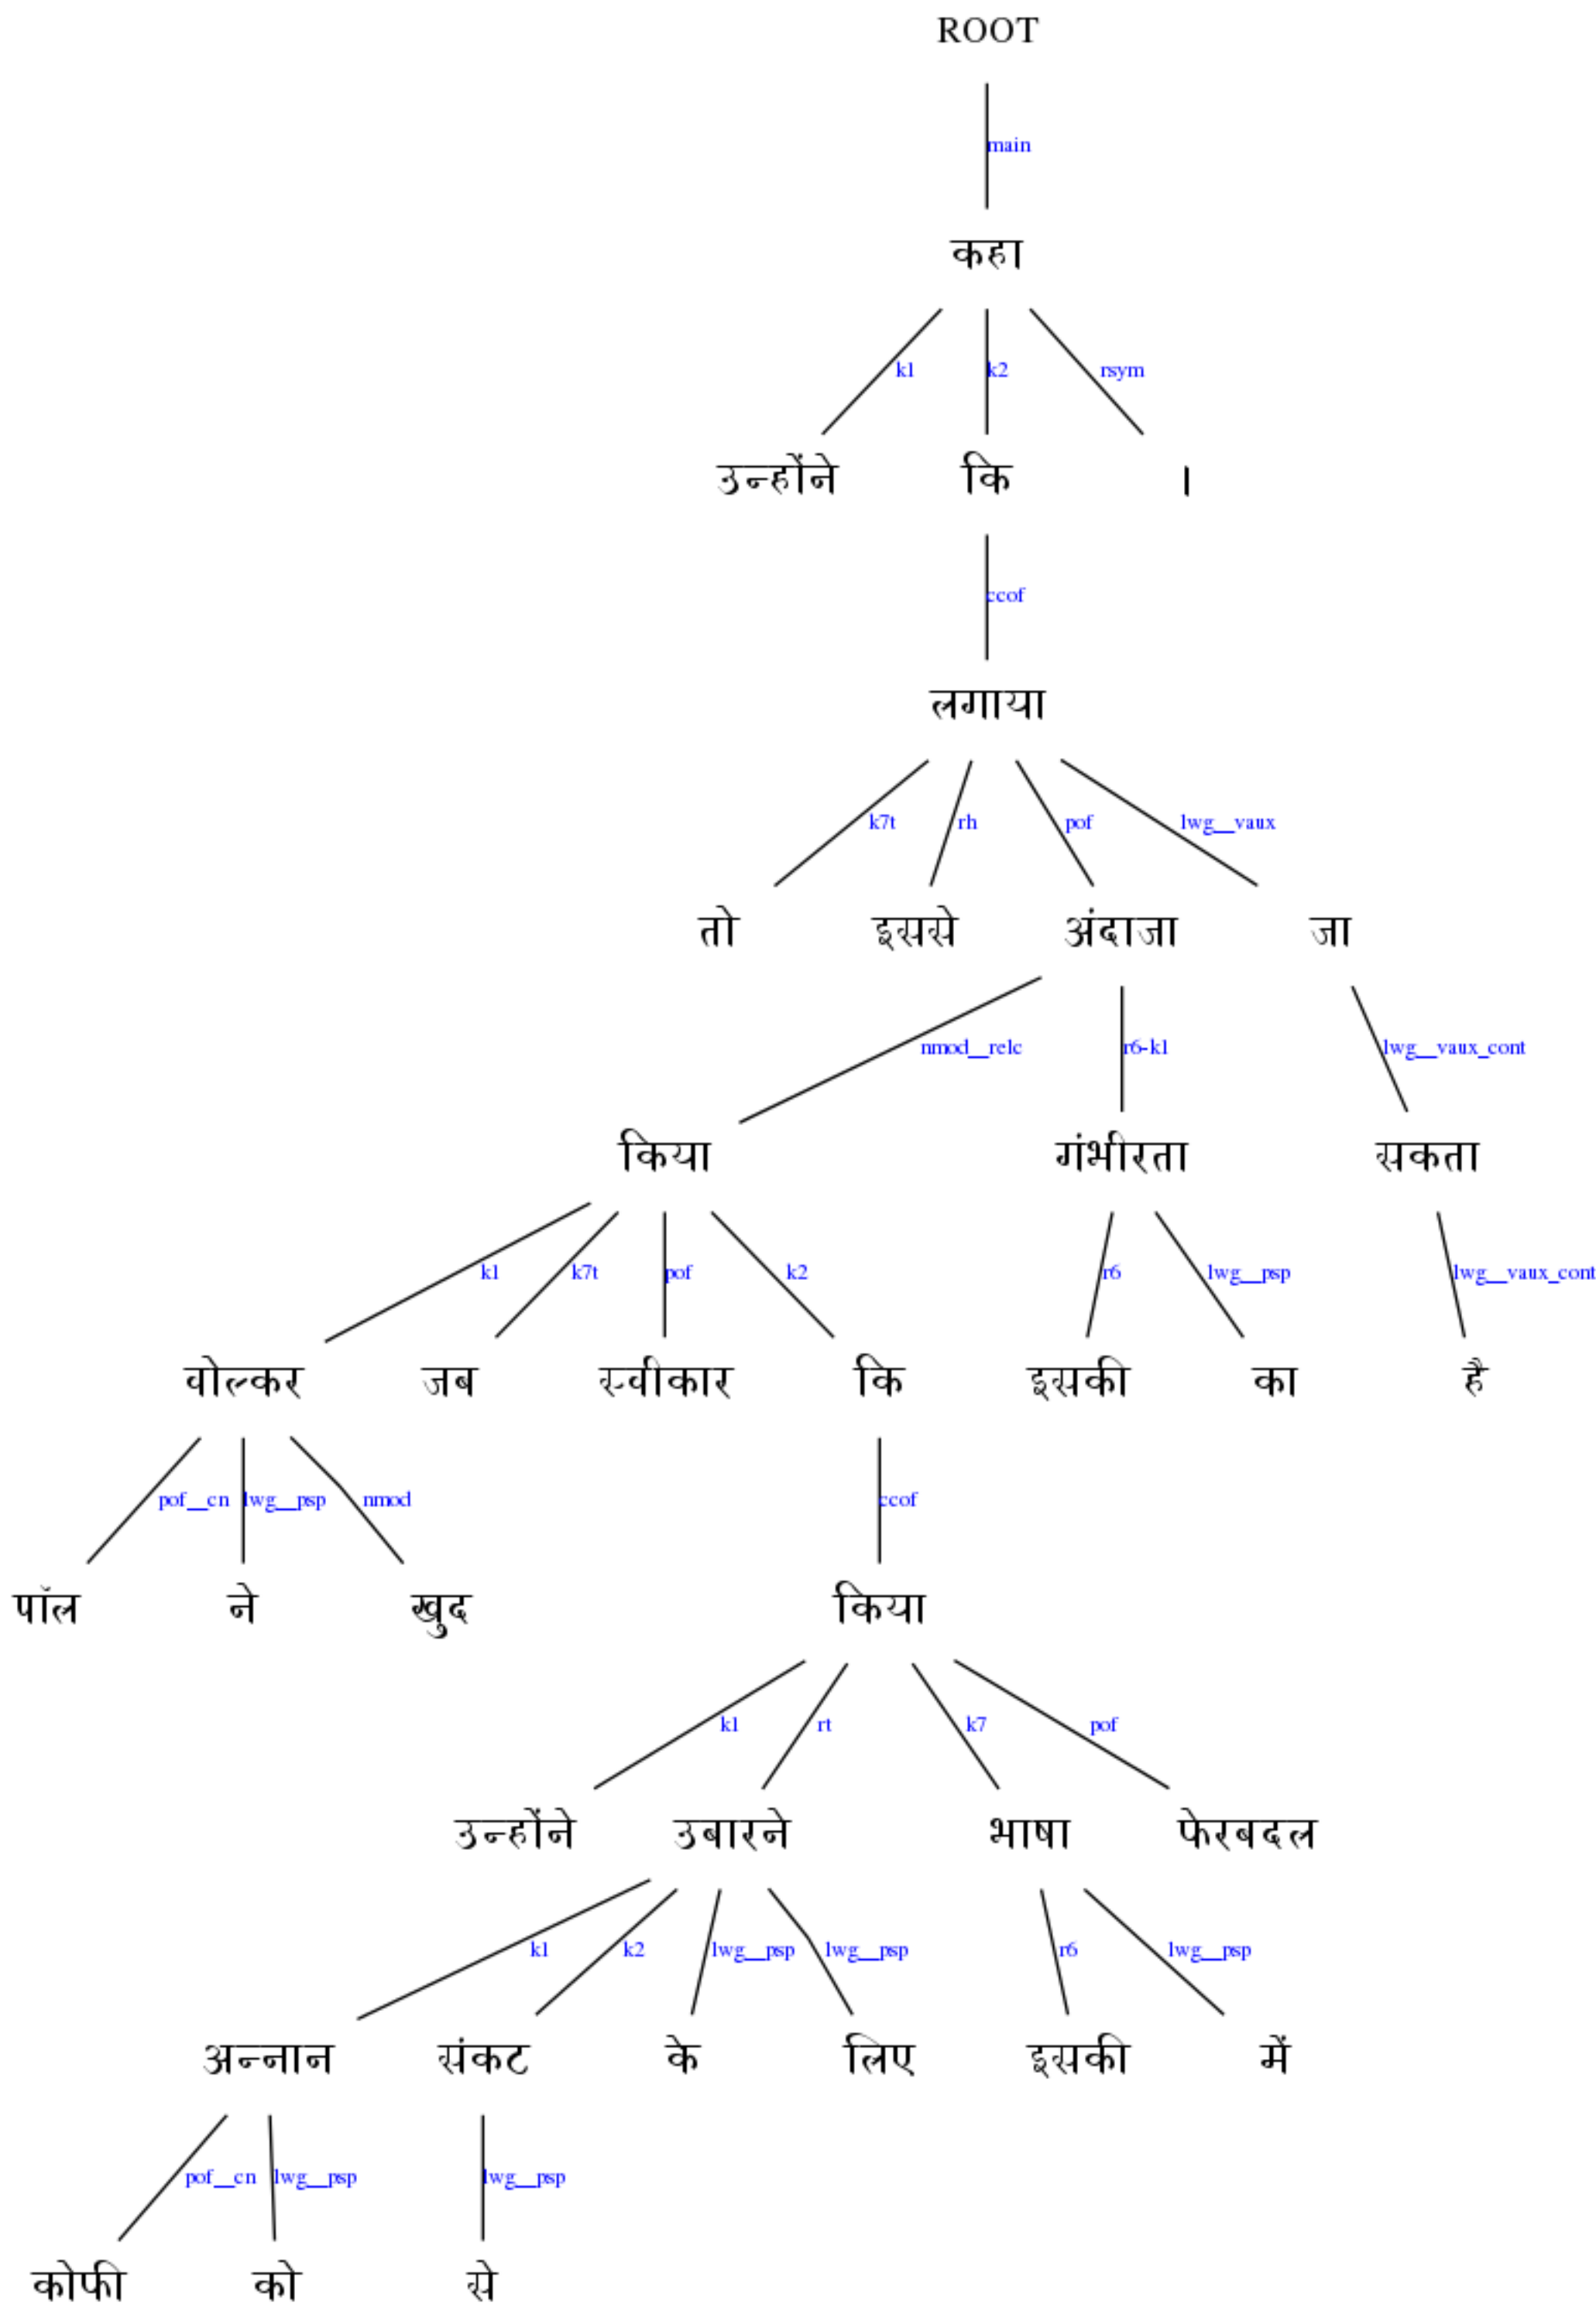 ROOT
main
कहा
k1 k2 rsym
उन्होंने कि ।
ccof
लगाया
k7t rh pof lwg__vaux
तो इससे अंदाजा जा
nmod__relc r6-k1 lwg__vaux_cont
किया गंभीरता सकता
k1 k7t pof k2 r6 lwg__psp lwg__vaux_cont
वोल्कर जब स्वीकार कि इसकी का है
pof__cn lwg__psp nmod ccof
पॉल ने खुद किया
k1 rt k7 pof
उन्होंने उबारने भाषा फेरबदल
k1 k2 lwg__psp lwg__psp r6 lwg__psp
अन्नान संकट के लिए इसकी में
pof__cn lwg__psp lwg__psp
कोफी को से